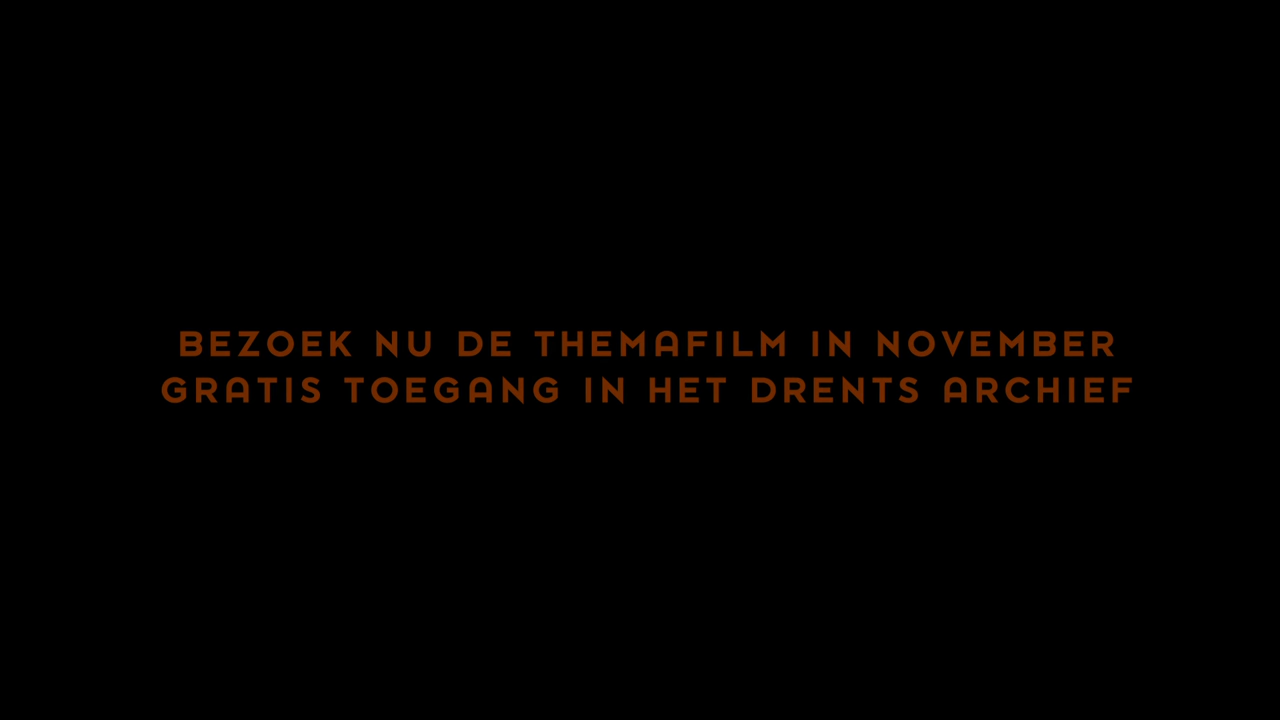 BEZOEK NU DE THEMAFILM IN NOVEMBER
GRATIS TOEGANG IN HET DRENTS ARCHIEF